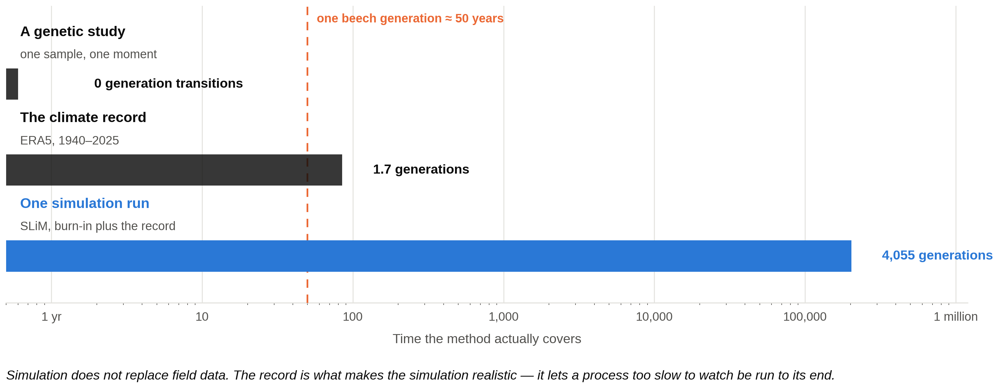 one beech generation ≈ 50 years
A genetic study
one sample, one moment
0 generation transitions
The climate record
ERA5, 1940–2025
1.7 generations
One simulation run
SLiM, burn-in plus the record
4,055 generations
1 yr 10 100 1,000 10,000 100,000 1 million
Time the method actually covers
Simulation does not replace field data. The record is what makes the simulation realistic — it lets a process too slow to watch be run to its end.